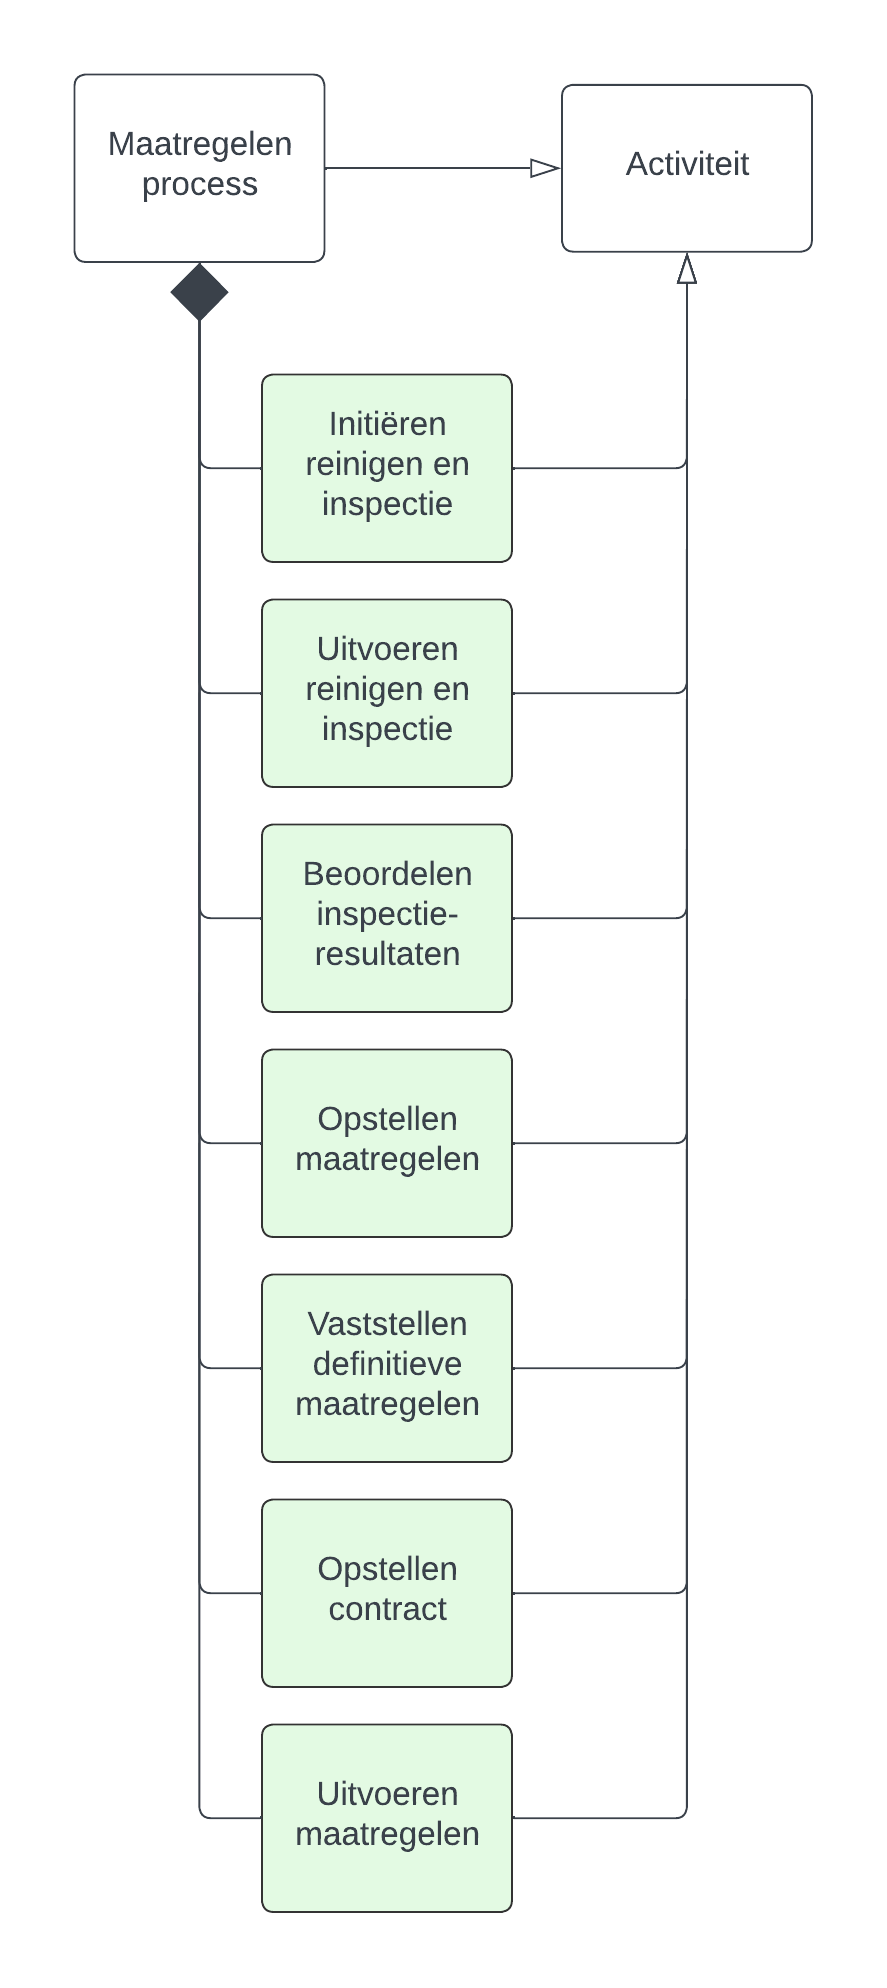 Maatregelen
process
Activiteit
Initiëren
reinigen en
inspectie
Uitvoeren
reinigen en
inspectie
Beoordelen
inspectie-
resultaten
Opstellen
maatregelen
Vaststellen
definitieve
maatregelen
Opstellen
contract
Uitvoeren
maatregelen